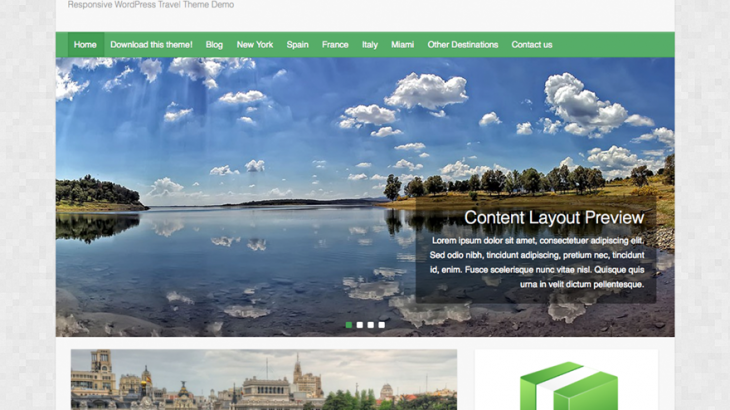 Responsive WordPress Travel Theme Demo
Home Download this theme! Blog New York Spain France Italy Miami Other Destinations Contact us
Content Layout Preview
Lorem ipsum dolor sit amet, consectetuer adipiscing elit.
Sed odio nibh, tincidunt adipiscing, pretium nec, tincidunt
id, enim. Fusce scelerisque nunc vitae nisl. Quisque quis
urna in velit dictum pellentesque.